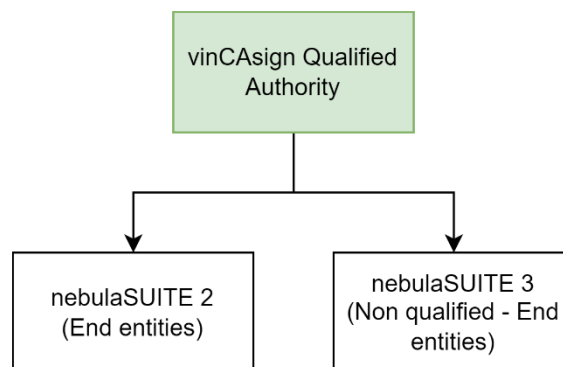 vinCAsign Qualified
Authority
nebulaSUITE 2
(End entities)
nebulaSUITE 3
(Non qualified - End
entities)